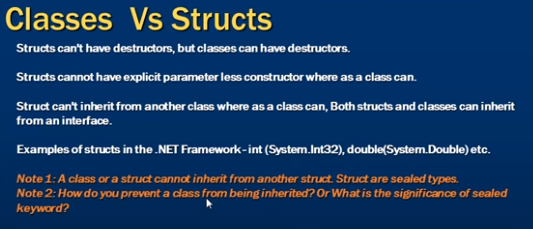 Classes Vs Structs
Structs can't have destructors, but classes can have destructors.
Structs cannot have explicit parameter less constructor where as a class can.
Struct can't inherit from another class where as a class can, Both structs and classes can inherit
from an interface.
Examples of structs in the .NET Framework - int (System.Int32), double(System.Double) etc.
Note 1: A class or a struct cannot inherit from another struct. Struct are sealed types.
Note 2: How do you prevent a class from being inherited? Or What is the significance of sealed
keyword?